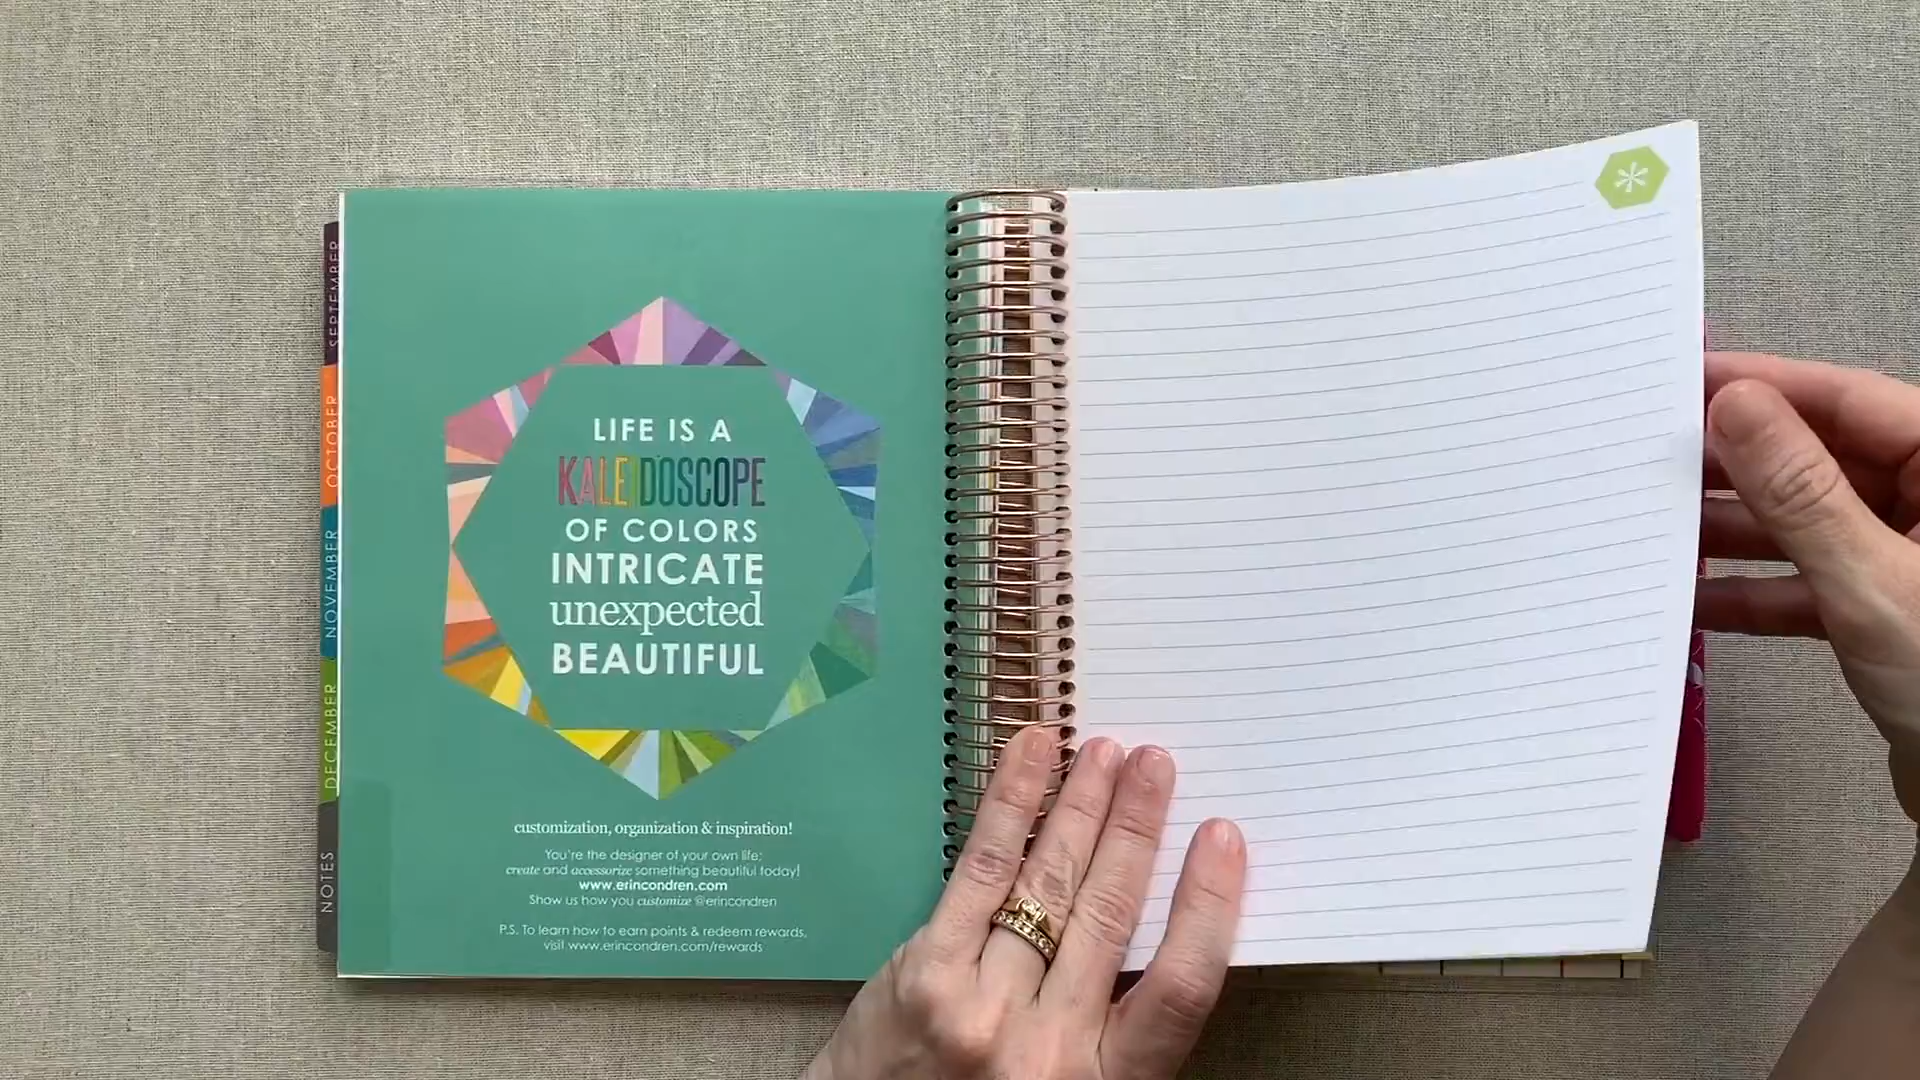 SEPTEMBER
OCTOBER
NOVEMBER
DECEMBER
NOTES
LIFE IS A
KALEIDOSCOPE
OF COLORS
INTRICATE
unexpected
BEAUTIFUL
customization, organization & inspiration!
You're the designer of your own life;
create and accessorize something beautiful today!
www.erincondren.com
Show us how you customize @erincondren
P.S. To learn how to earn points & redeem rewards,
visit www.erincondren.com/rewards